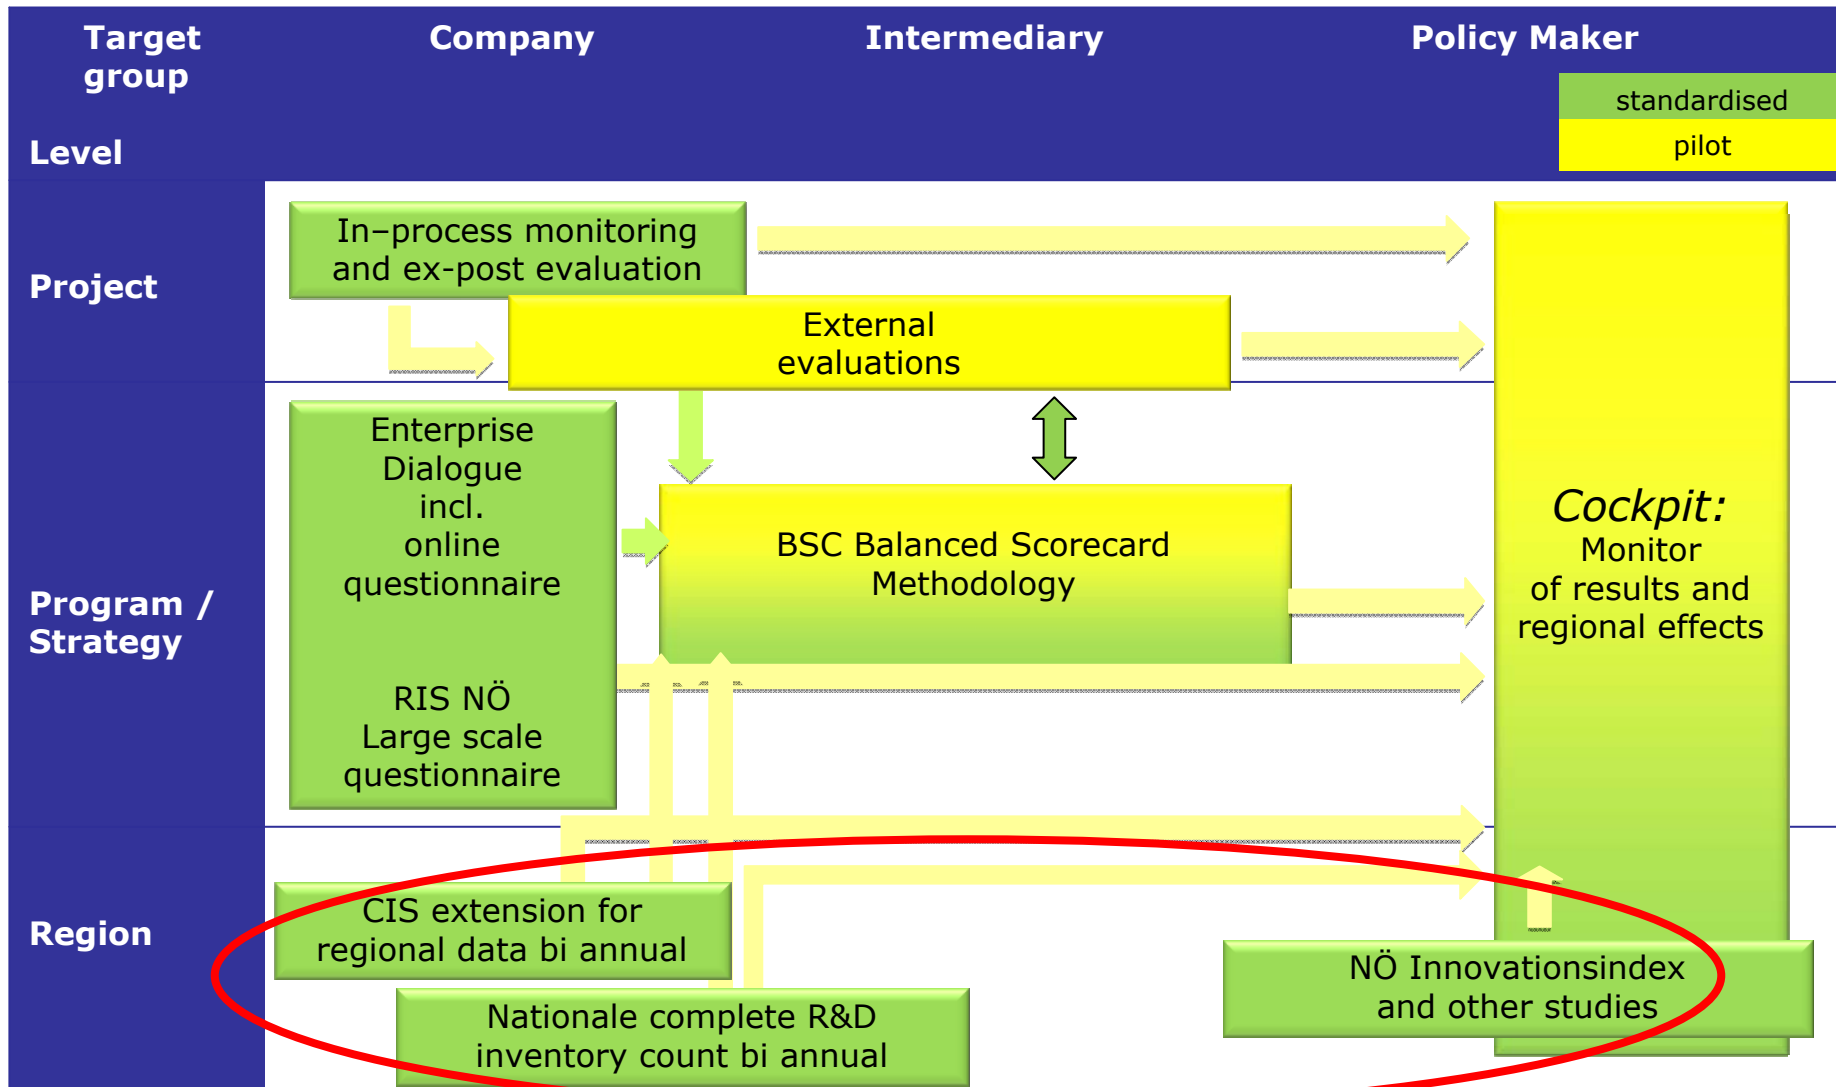 Target
group
Company
Intermediary
Policy Maker
standardised
pilot
Level
Project
In–process monitoring
and ex-post evaluation
External
evaluations
Program /
Strategy
Enterprise
Dialogue
incl.
online
questionnaire
RIS NÖ
Large scale
questionnaire
BSC Balanced Scorecard
Methodology
Cockpit:
Monitor
of results and
regional effects
Region
CIS extension for
regional data bi annual
Nationale complete R&D
inventory count bi annual
NÖ Innovationsindex
and other studies